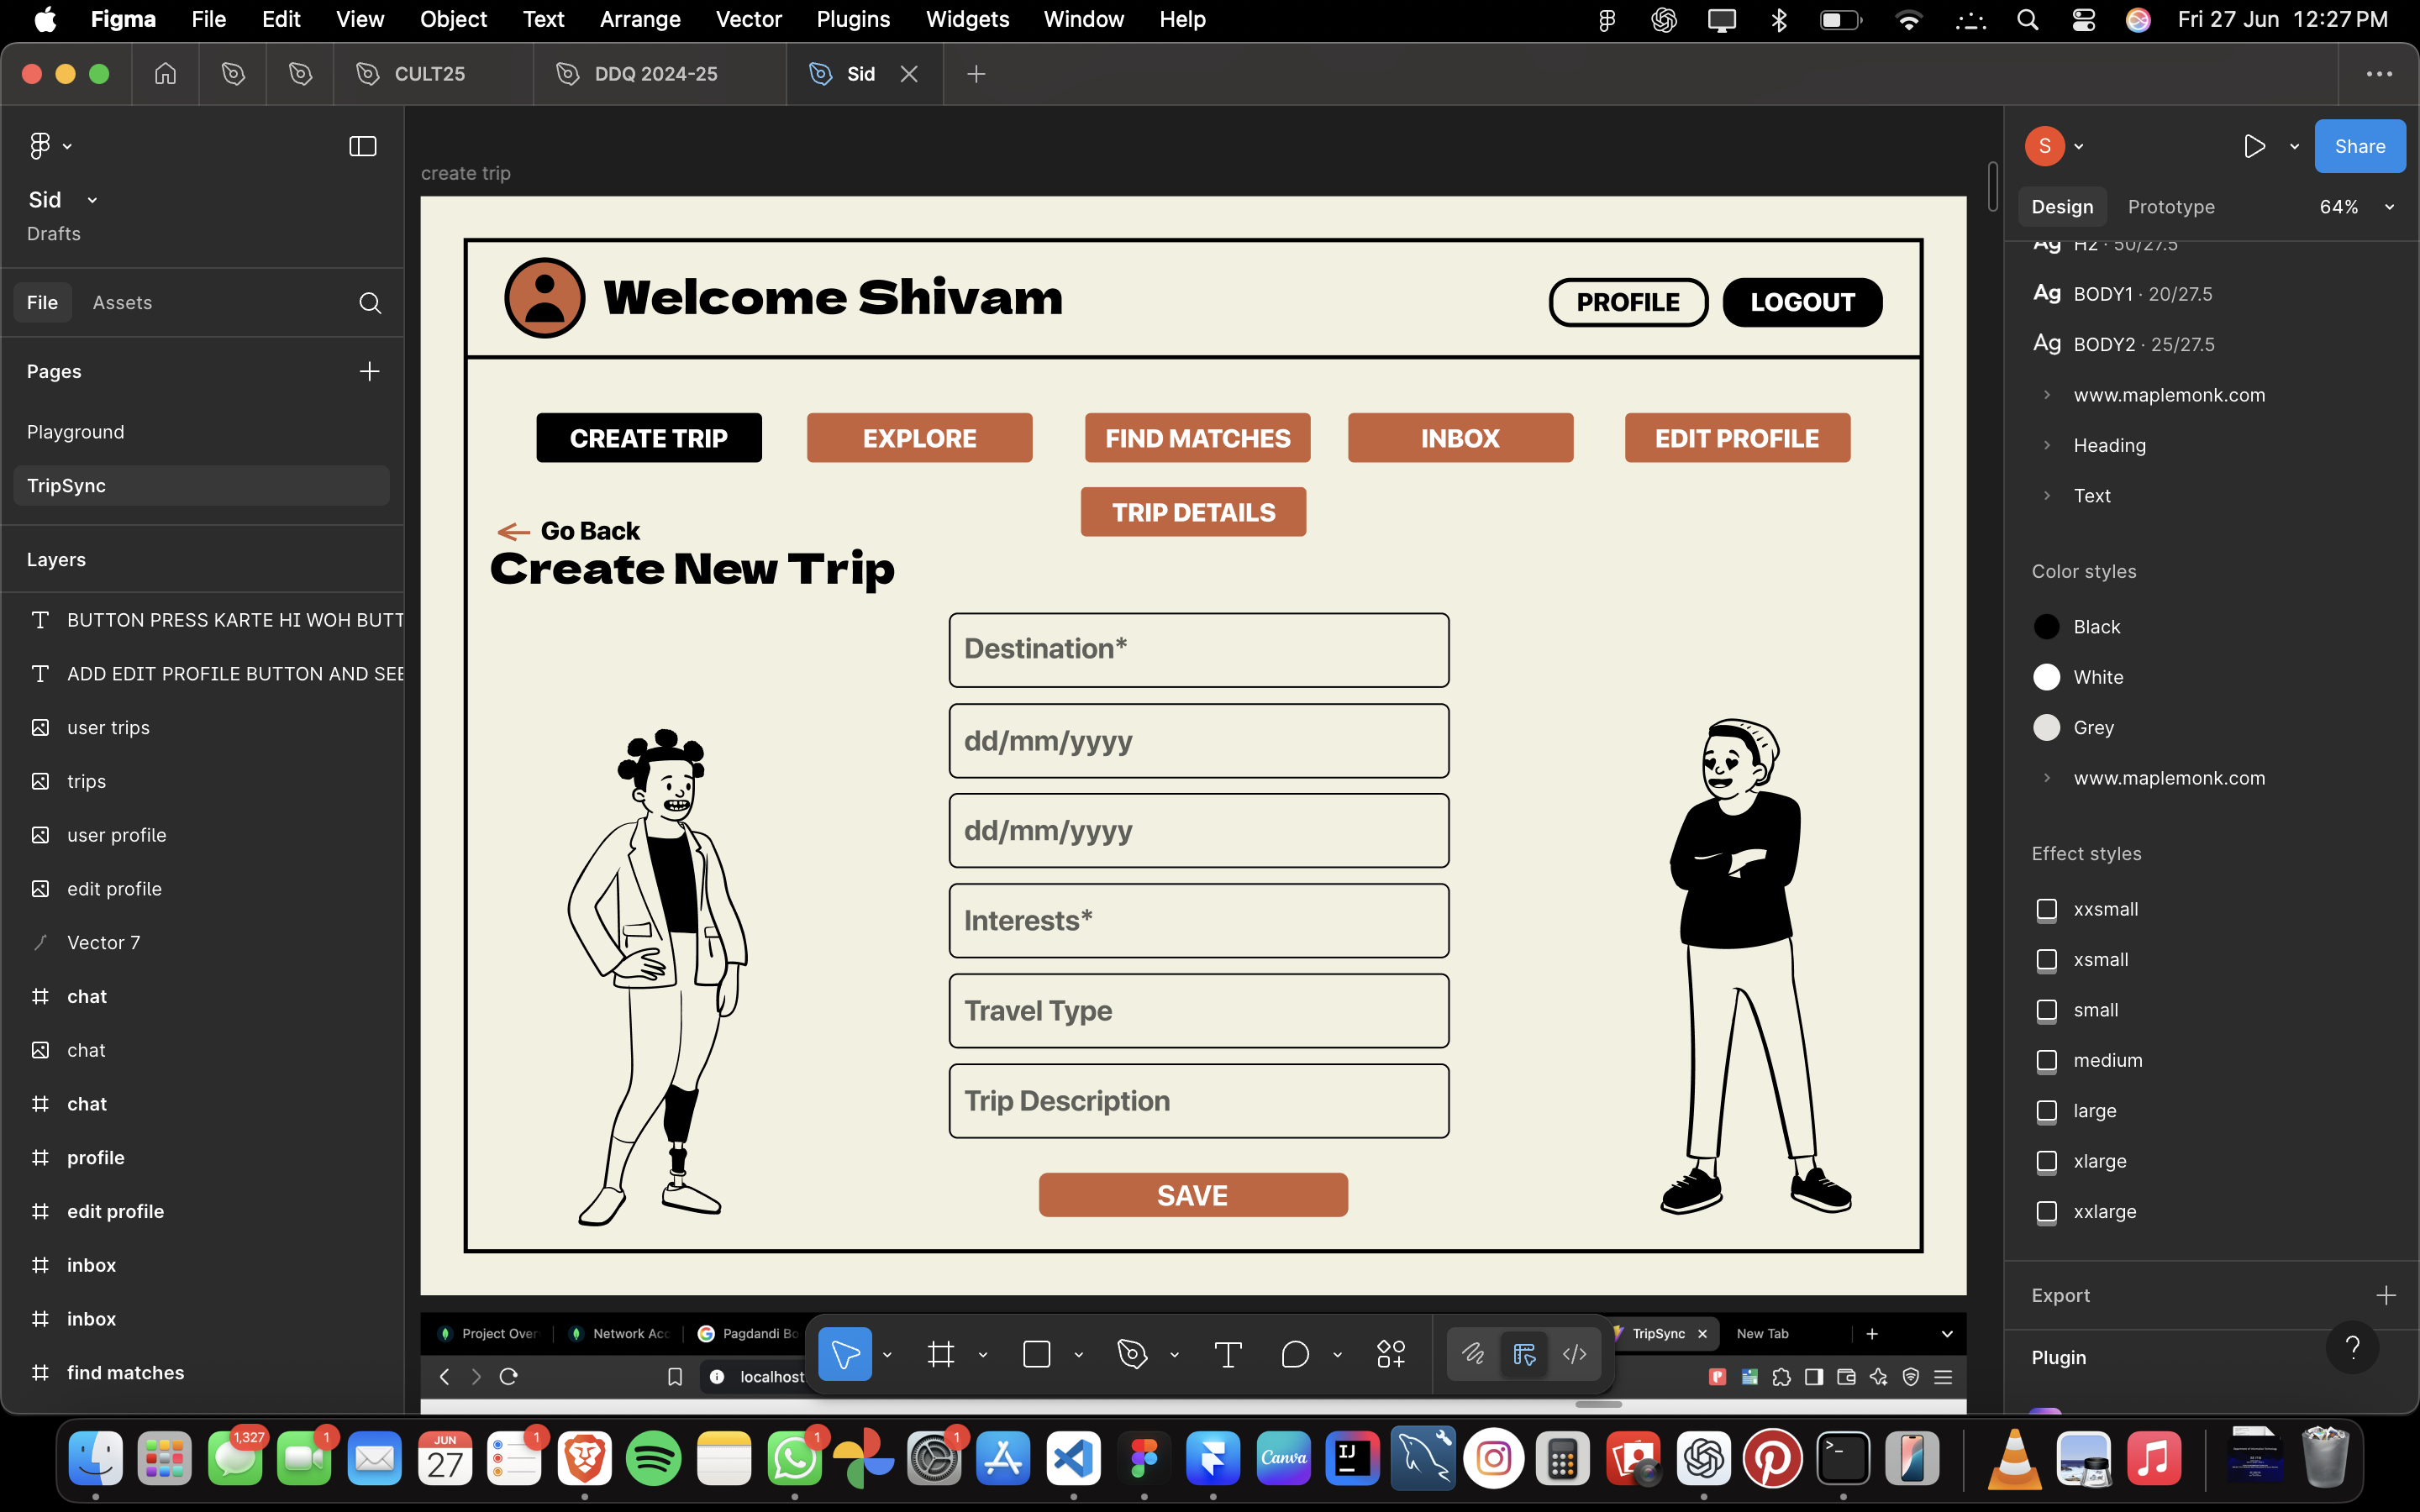 Figma File Edit View Object Text Arrange Vector Plugins Widgets Window Help Fri 27 Jun 12:27 PM
CULT25 DDQ 2024-25 Sid
Sid
Drafts
File Assets
Pages
Playground
TripSync
Layers
BUTTON PRESS KARTE HI WOH BUTT
ADD EDIT PROFILE BUTTON AND SEE
user trips
trips
user profile
edit profile
Vector 7
chat
chat
chat
profile
edit profile
inbox
inbox
find matches
create trip
Welcome Shivam
PROFILE LOGOUT
CREATE TRIP EXPLORE FIND MATCHES INBOX EDIT PROFILE
TRIP DETAILS
Go Back
Create New Trip
Destination*
dd/mm/yyyy
dd/mm/yyyy
Interests*
Travel Type
Trip Description
SAVE
Project Over Network Acc Pagdandi Bo TripSync New Tab
localhost
S Share
Design Prototype 64%
Ag H2 · 50/27.5
Ag BODY1 · 20/27.5
Ag BODY2 · 25/27.5
www.maplemonk.com
Heading
Text
Color styles
Black
White
Grey
www.maplemonk.com
Effect styles
xxsmall
xsmall
small
medium
large
xlarge
xxlarge
Export
Plugin
?
1,327 1 JUN 1 1 1
27 Canva IJ